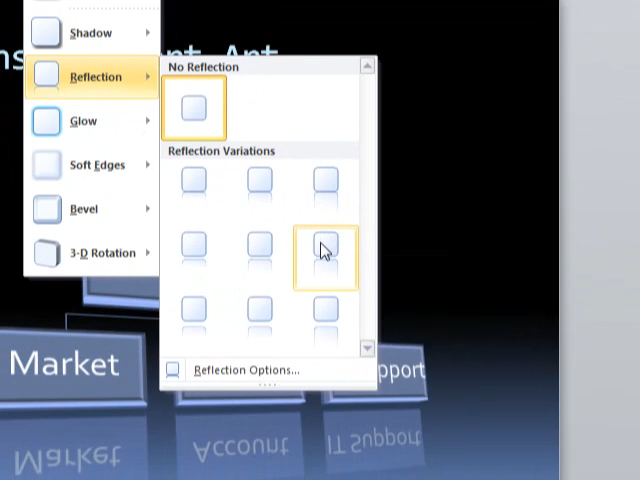 Shadow
Reflection
Glow
Soft Edges
Bevel
3-D Rotation
No Reflection
Reflection Variations
Reflection Options...
Market
Market
Account
IT Support